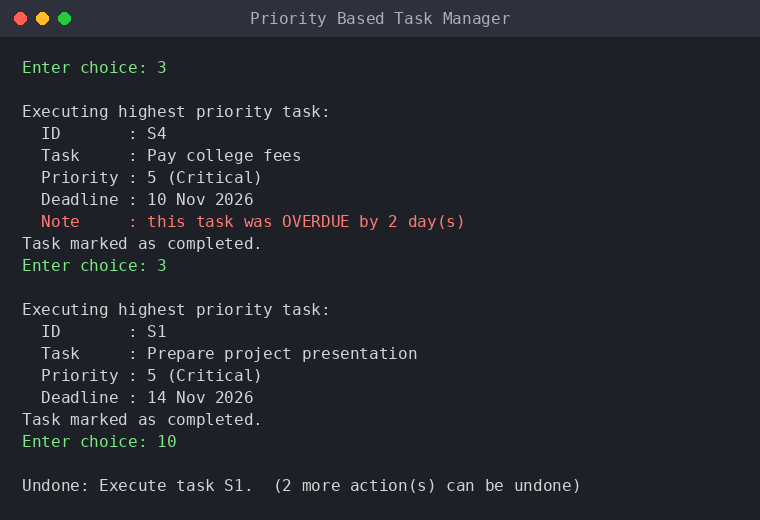 Priority Based Task Manager
Enter choice: 3
Executing highest priority task:
  ID       : S4
  Task     : Pay college fees
  Priority : 5 (Critical)
  Deadline : 10 Nov 2026
  Note     : this task was OVERDUE by 2 day(s)
Task marked as completed.
Enter choice: 3
Executing highest priority task:
  ID       : S1
  Task     : Prepare project presentation
  Priority : 5 (Critical)
  Deadline : 14 Nov 2026
Task marked as completed.
Enter choice: 10
Undone: Execute task S1.  (2 more action(s) can be undone)